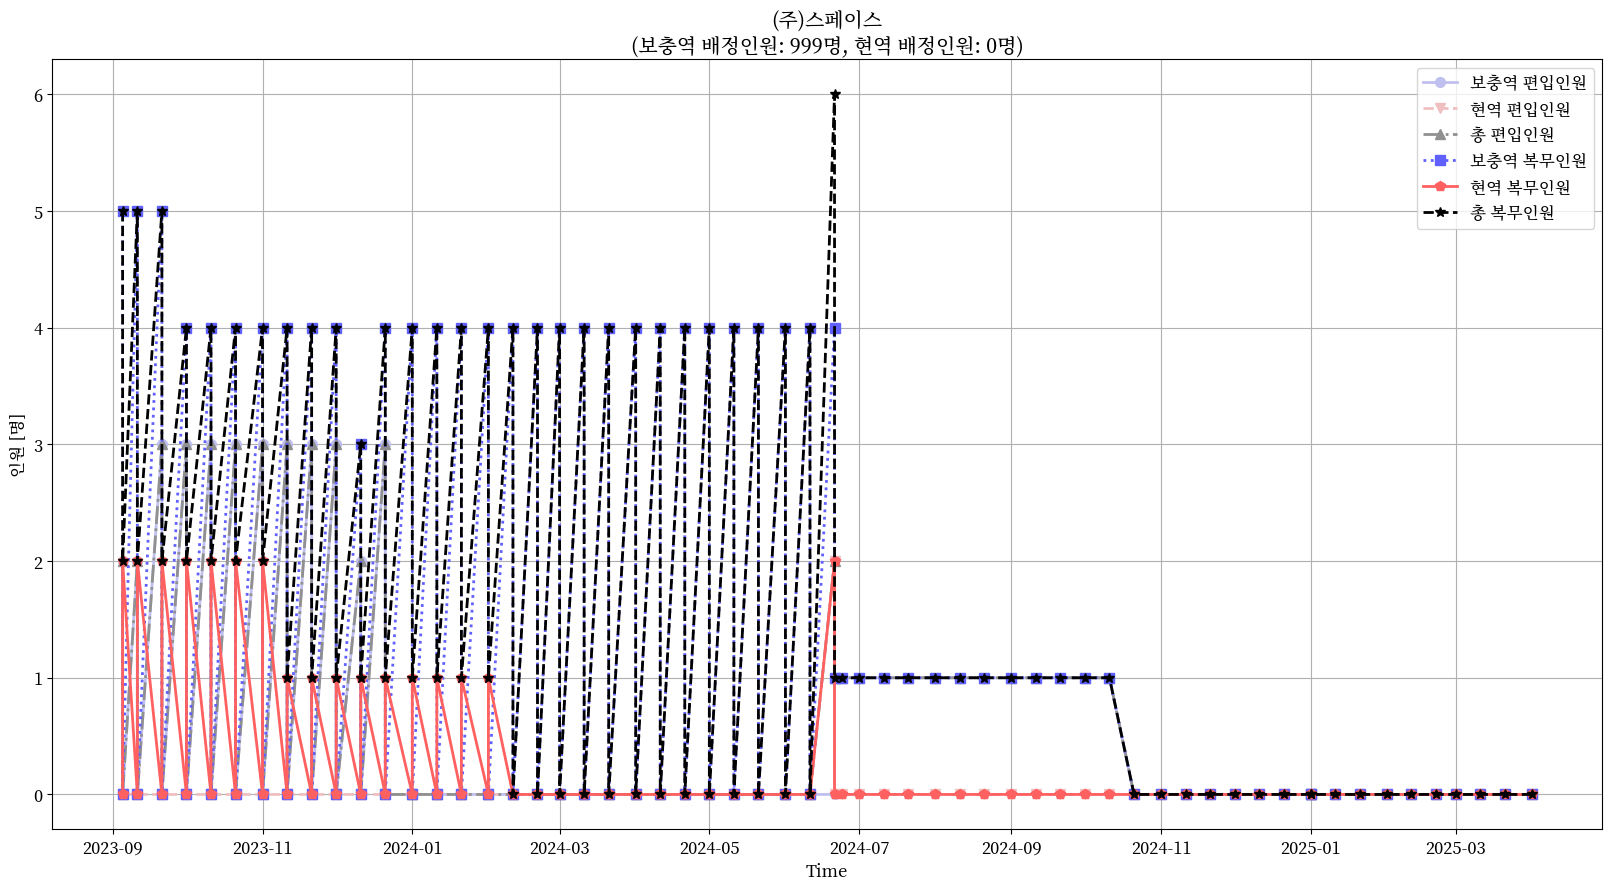 (주)스페이스
(보충역 배정인원: 999명, 현역 배정인원: 0명)
보충역 편입인원
현역 편입인원
총 편입인원
보충역 복무인원
현역 복무인원
총 복무인원
인원 [명]
6
5
4
3
2
1
0
2023-09 2023-11 2024-01 2024-03 2024-05 2024-07 2024-09 2024-11 2025-01 2025-03
Time